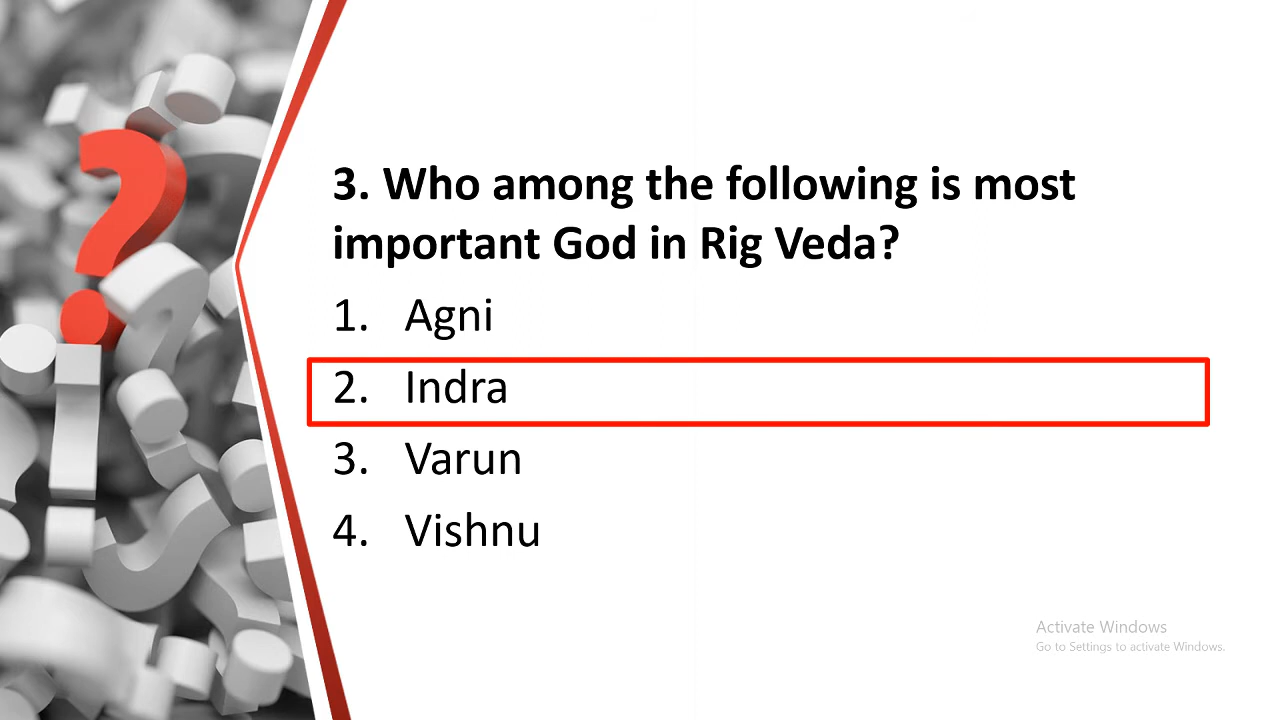 3. Who among the following is most
important God in Rig Veda?
1. Agni
2. Indra
3. Varun
4. Vishnu
Activate Windows
Go to Settings to activate Windows.